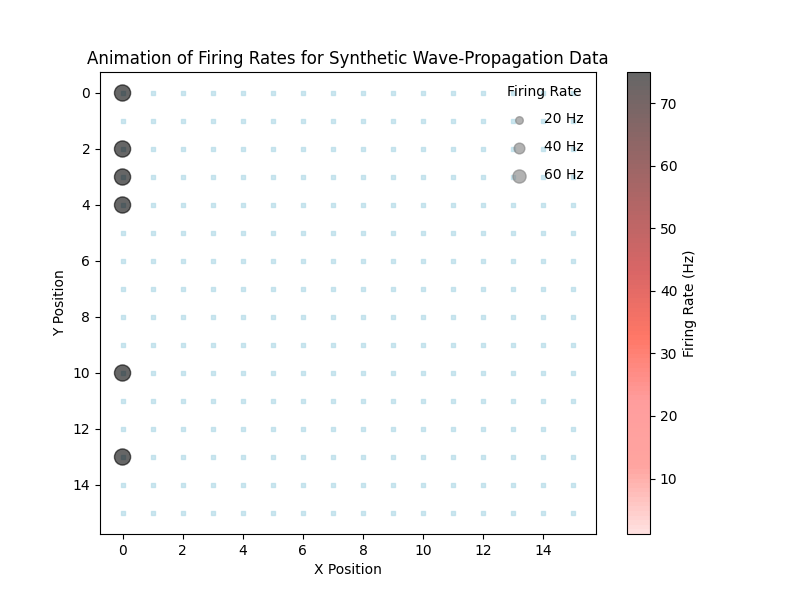 Animation of Firing Rates for Synthetic Wave-Propagation Data
Firing Rate
20 Hz
40 Hz
60 Hz
0
2
4
6
8
10
12
14
Y Position
0 2 4 6 8 10 12 14
X Position
70
60
50
40
30
20
10
Firing Rate (Hz)